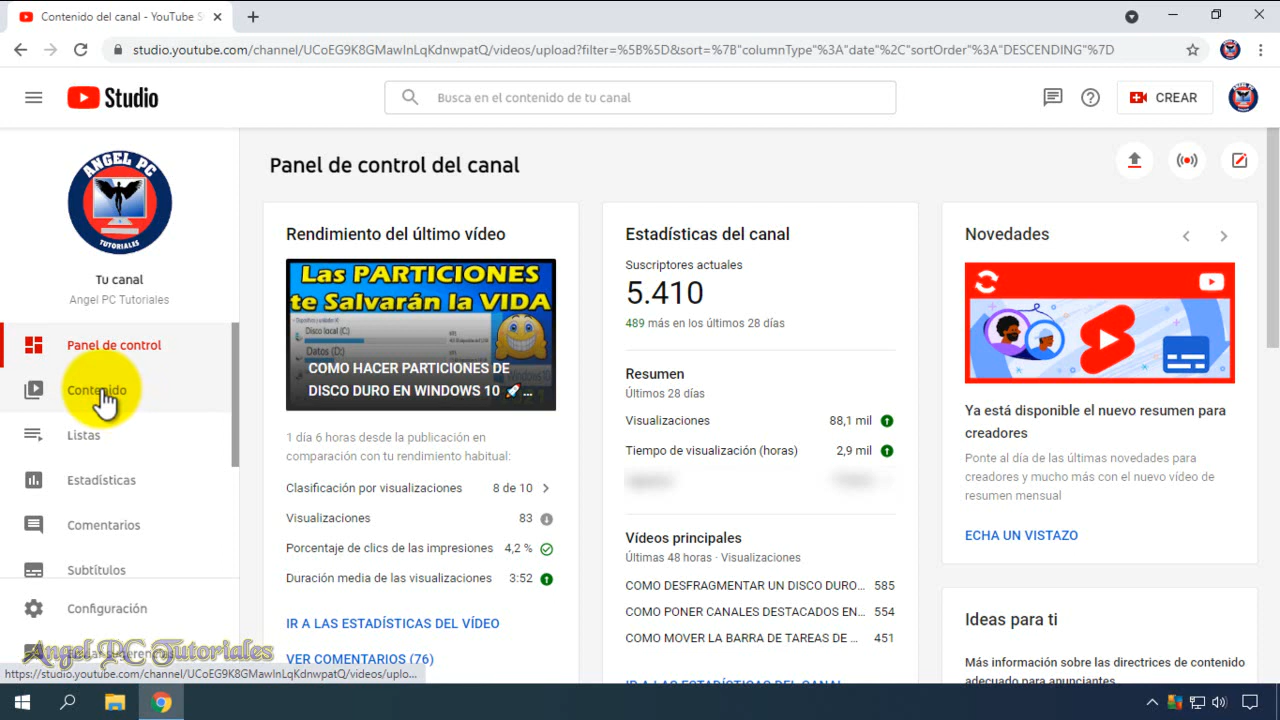 Contenido del canal - YouTube S
studio.youtube.com/channel/UCoEG9K8GMawInLqKdnwpatQ/videos/upload?filter=%5B%5D&sort=%7B"columnType"%3A"date"%2C"sortOrder"%3A"DESCENDING"%7D
Studio
Busca en el contenido de tu canal
CREAR
ANGEL PC
TUTORIALES
Tu canal
Angel PC Tutoriales
Panel de control
Contenido
Listas
Estadísticas
Comentarios
Subtítulos
Configuración
Angel PC Tutoriales
https://studio.youtube.com/channel/UCoEG9K8GMawInLqKdnwpatQ/videos/uplo...
Panel de control del canal
Rendimiento del último vídeo
Las PARTICIONES
te Salvarán la VIDA
Disco local (C:)
Datos (D:)
COMO HACER PARTICIONES DE
DISCO DURO EN WINDOWS 10 🚀 ...
1 día 6 horas desde la publicación en
comparación con tu rendimiento habitual:
Clasificación por visualizaciones 8 de 10
Visualizaciones 83
Porcentaje de clics de las impresiones 4,2 %
Duración media de las visualizaciones 3:52
IR A LAS ESTADÍSTICAS DEL VÍDEO
VER COMENTARIOS (76)
Estadísticas del canal
Suscriptores actuales
5.410
489 más en los últimos 28 días
Resumen
Últimos 28 días
Visualizaciones 88,1 mil
Tiempo de visualización (horas) 2,9 mil
Vídeos principales
Últimas 48 horas · Visualizaciones
COMO DESFRAGMENTAR UN DISCO DURO... 585
COMO PONER CANALES DESTACADOS EN... 554
COMO MOVER LA BARRA DE TAREAS DE ... 451
IR A LAS ESTADÍSTICAS DEL CANAL
Novedades
Ya está disponible el nuevo resumen para
creadores
Ponte al día de las últimas novedades para
creadores y mucho más con el nuevo vídeo de
resumen mensual
ECHA UN VISTAZO
Ideas para ti
Más información sobre las directrices de contenido
adecuado para anunciantes